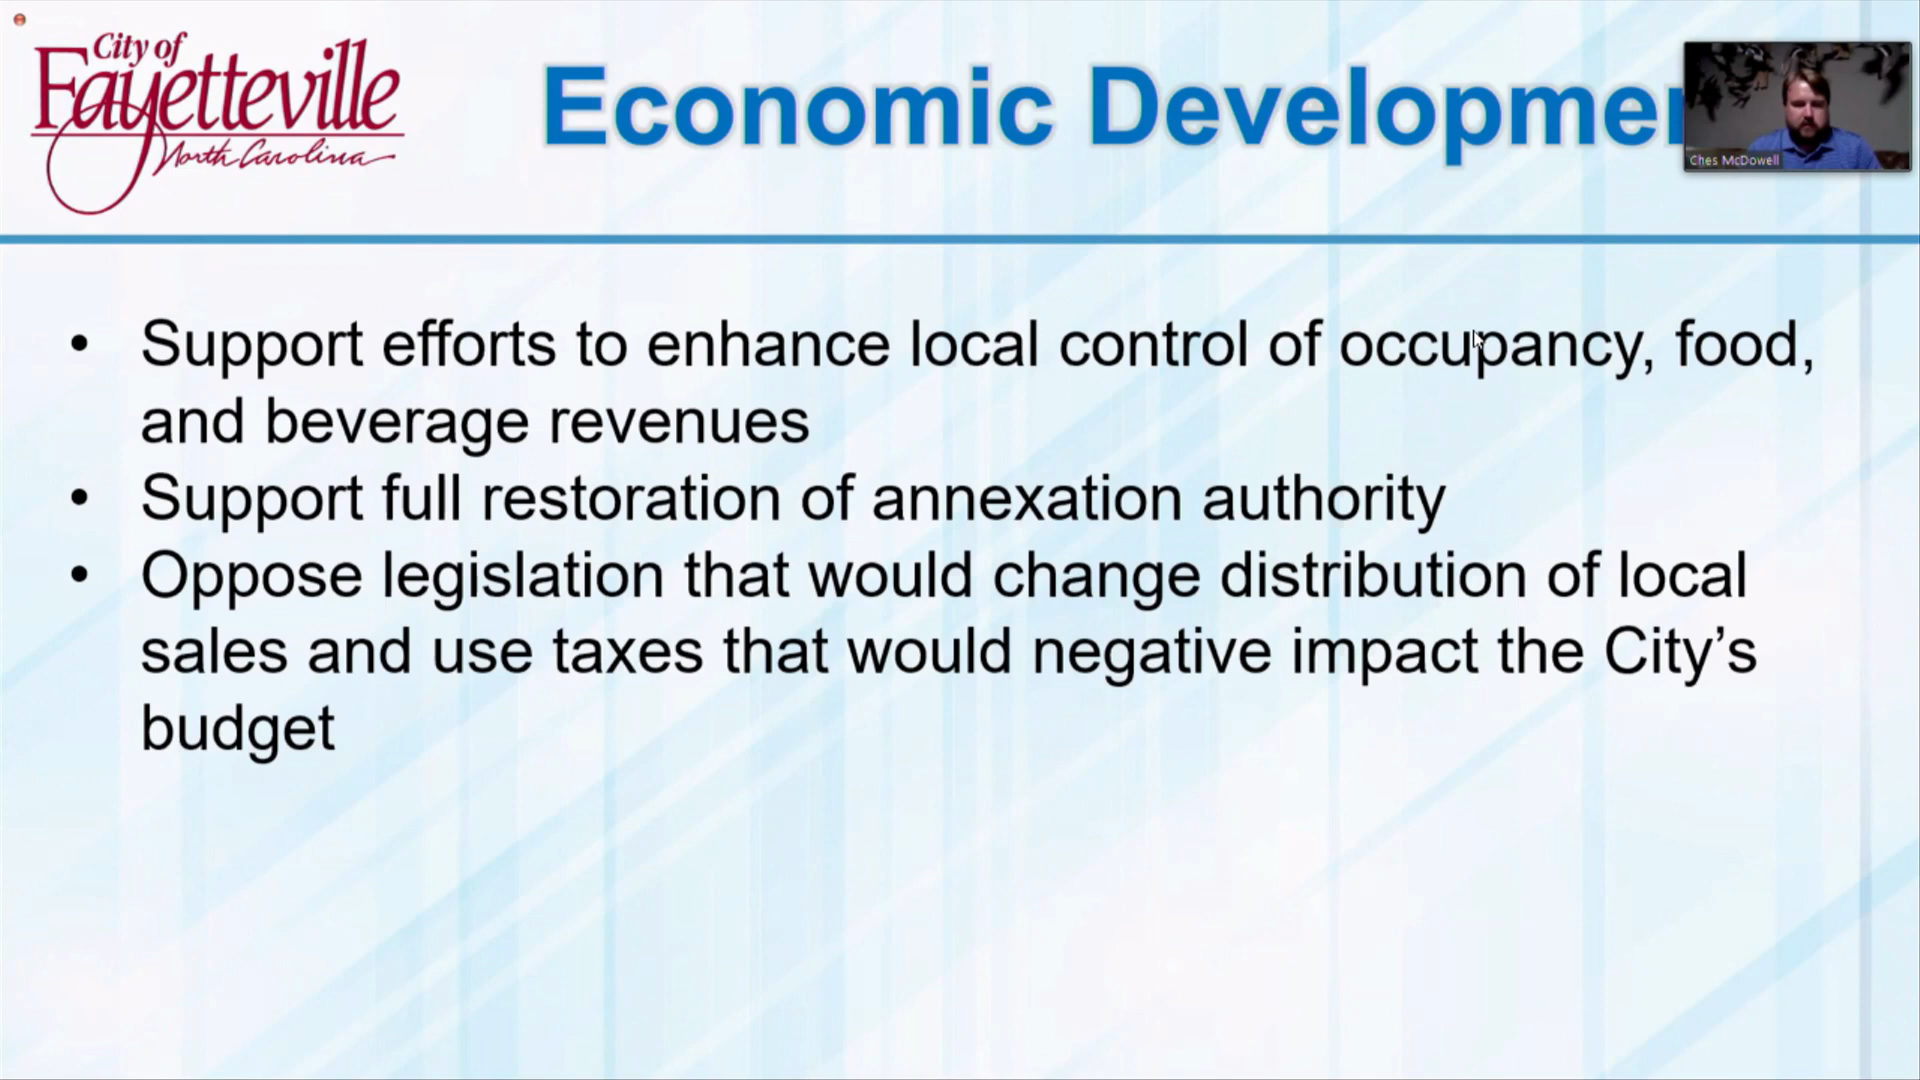 City of
Fayetteville
North Carolina
Economic Developmen
Ches McDowell
• Support efforts to enhance local control of occupancy, food,
and beverage revenues
• Support full restoration of annexation authority
• Oppose legislation that would change distribution of local
sales and use taxes that would negative impact the City’s
budget